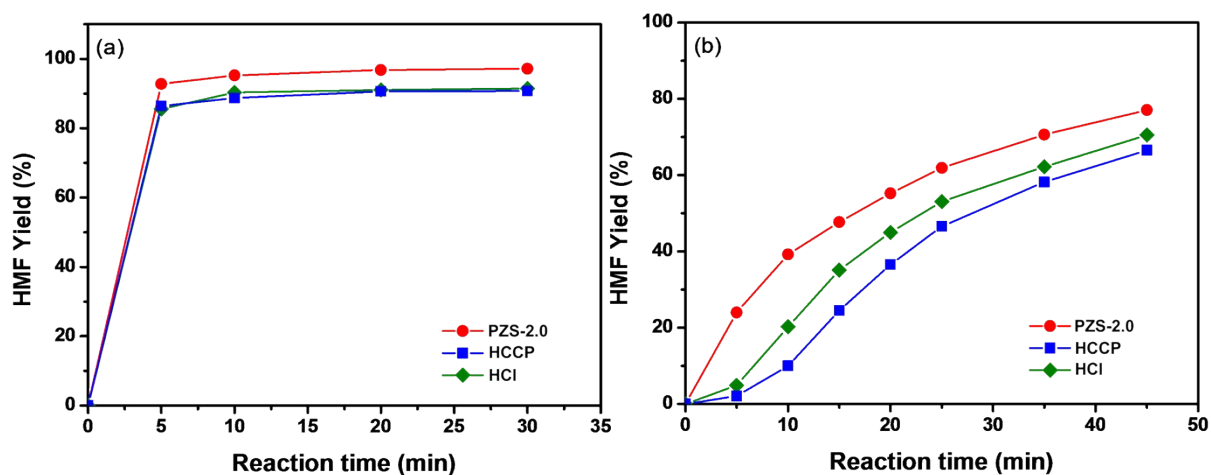 (a)
HMF Yield (%)
100
80
60
40
20
0
0 5 10 15 20 25 30 35
Reaction time (min)
PZS-2.0
HCCP
HCl
(b)
HMF Yield (%)
100
80
60
40
20
0
0 10 20 30 40 50
Reaction time (min)
PZS-2.0
HCCP
HCl